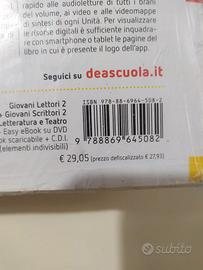 rapido alle audioletture di tutti i brani
del volume, ai video e alle videomappe
di sintesi di ogni Unità. Per visualizzare
le risorse digitali è sufficiente inquadra-
re con smartphone o tablet le pagine del
libro in cui è presente il logo dell'app.
Seguici su deascuola.it
Giovani Lettori 2
+ Giovani Scrittori 2
Letteratura e Teatro
Easy eBook su DVD
ok scaricabile + C.D.I.
(elementi indivisibili)
ISBN 978-88-6964-508-2
9 788869 645082
€ 29,05 (prezzo defiscalizzato € 27,93)
subito